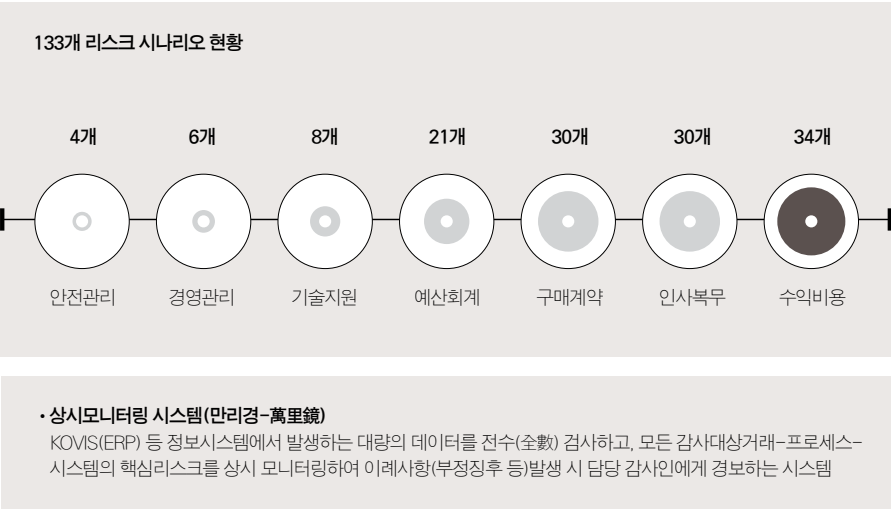 133개 리스크 시나리오 현황
4개 6개 8개 21개 30개 30개 34개
안전관리 경영관리 기술지원 예산회계 구매계약 인사복무 수익비용
• 상시모니터링 시스템(만리경-萬里鏡)
KOVIS(ERP) 등 정보시스템에서 발생하는 대량의 데이터를 전수(全數) 검사하고, 모든 감사대상거래-프로세스-
시스템의 핵심리스크를 상시 모니터링하여 이례사항(부정징후 등)발생 시 담당 감사인에게 경보하는 시스템